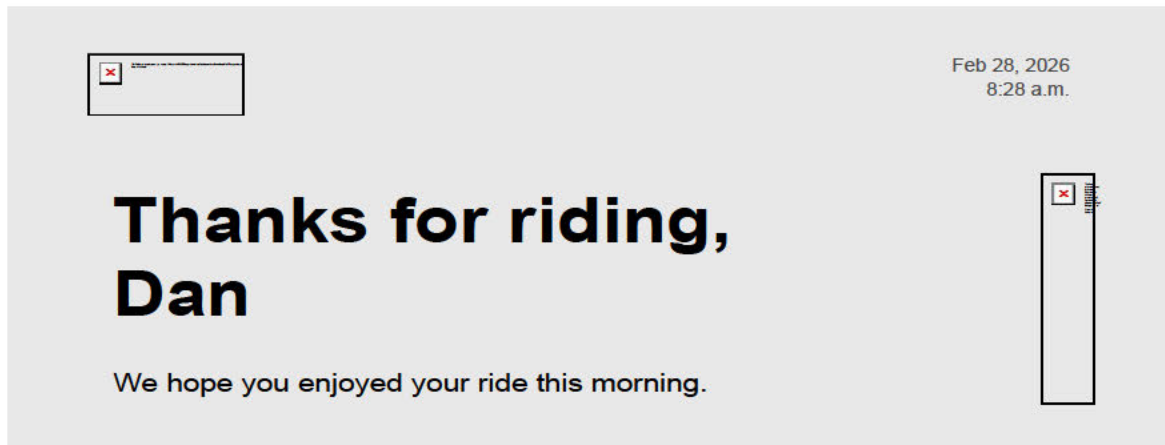 Feb 28, 2026
8:28 a.m.
Thanks for riding,
Dan
We hope you enjoyed your ride this morning.